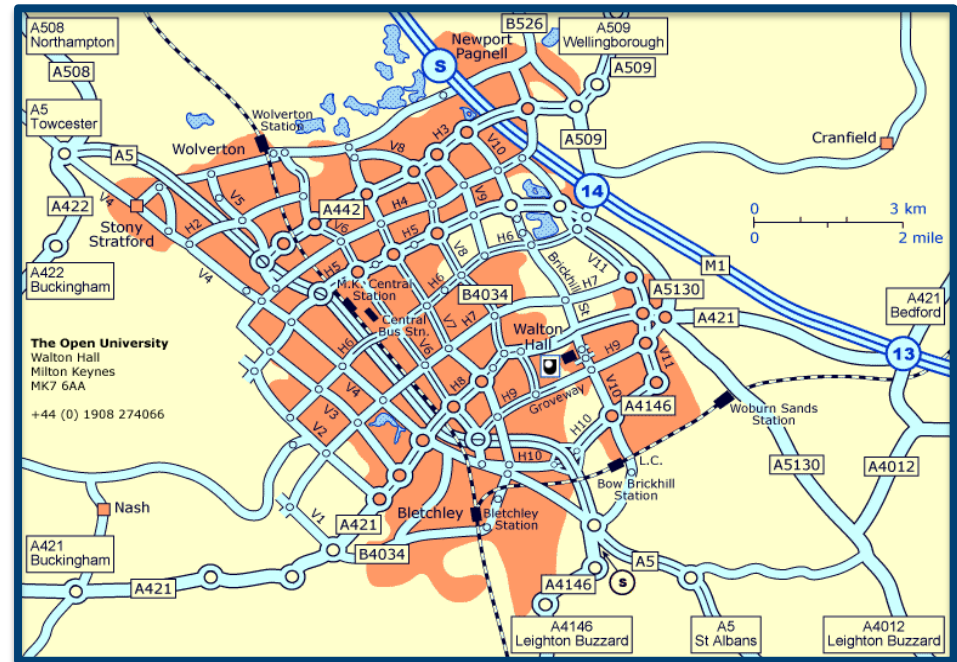 A508
Northampton
B526
A509
Wellingborough
Newport
Pagnell
S
A508
A509
A5
Towcester
Wolverton
Station
H3
V10
A509
Cranfield
Wolverton
A5
V8
14
V4
V5
A442
H4
V9
0
3 km
A422
Stony
Stratford
H2
V6
H5
V8
H6
0
2 mile
V4
H5
M.K. Central
Station
H6
Brickhill
St
V11
H7
M1
A422
Buckingham
B4034
A5130
A421
Bedford
Central
Bus Stn.
V7
H7
Walton
Hall
A421
The Open University
Walton Hall
Milton Keynes
MK7 6AA
+44 (0) 1908 274066
H6
V6
H9
V11
13
V4
H8
H9
Groveway
V10
A4146
V3
V2
H10
Woburn Sands
Station
H10
L.C.
Bow Brickhill
Station
A5130
A4012
Nash
V1
Bletchley
Bletchley
Station
A421
B4034
A421
Buckingham
A421
A4146
S
A5
A4146
Leighton Buzzard
A5
St Albans
A4012
Leighton Buzzard